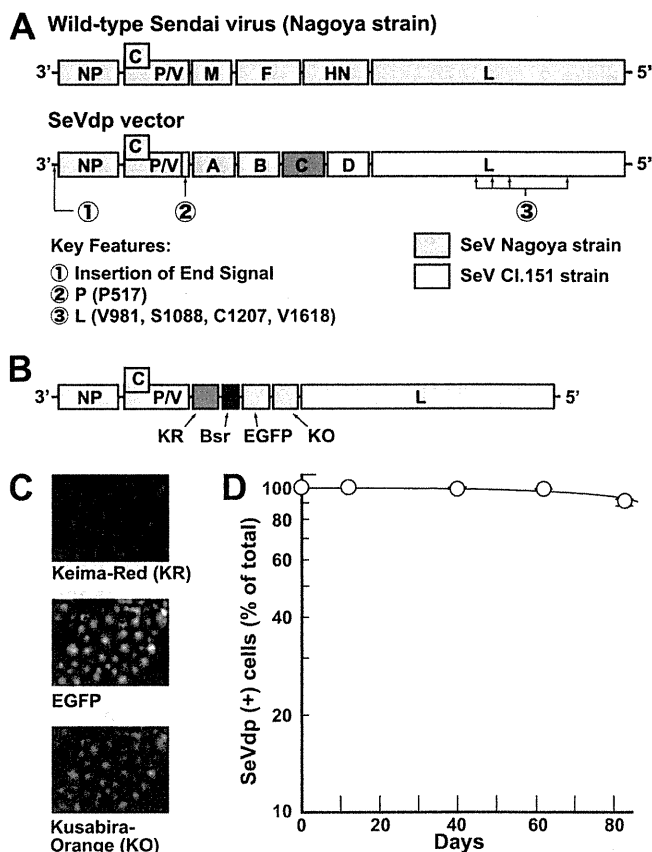 A Wild-type Sendai virus (Nagoya strain)
C
3' NP P/V M F HN L 5'
SeVdp vector
C
3' NP P/V A B C D L 5'
① ② ③
Key Features:
① Insertion of End Signal
② P (P517)
③ L (V981, S1088, C1207, V1618)
SeV Nagoya strain
SeV Cl.151 strain
B
C
3' NP P/V L 5'
KR Bsr EGFP KO
C
Keima-Red (KR)
EGFP
Kusabira-
Orange (KO)
D
SeVdp (+) cells (% of total)
100
80
60
40
20
10
0 20 40 60 80
Days